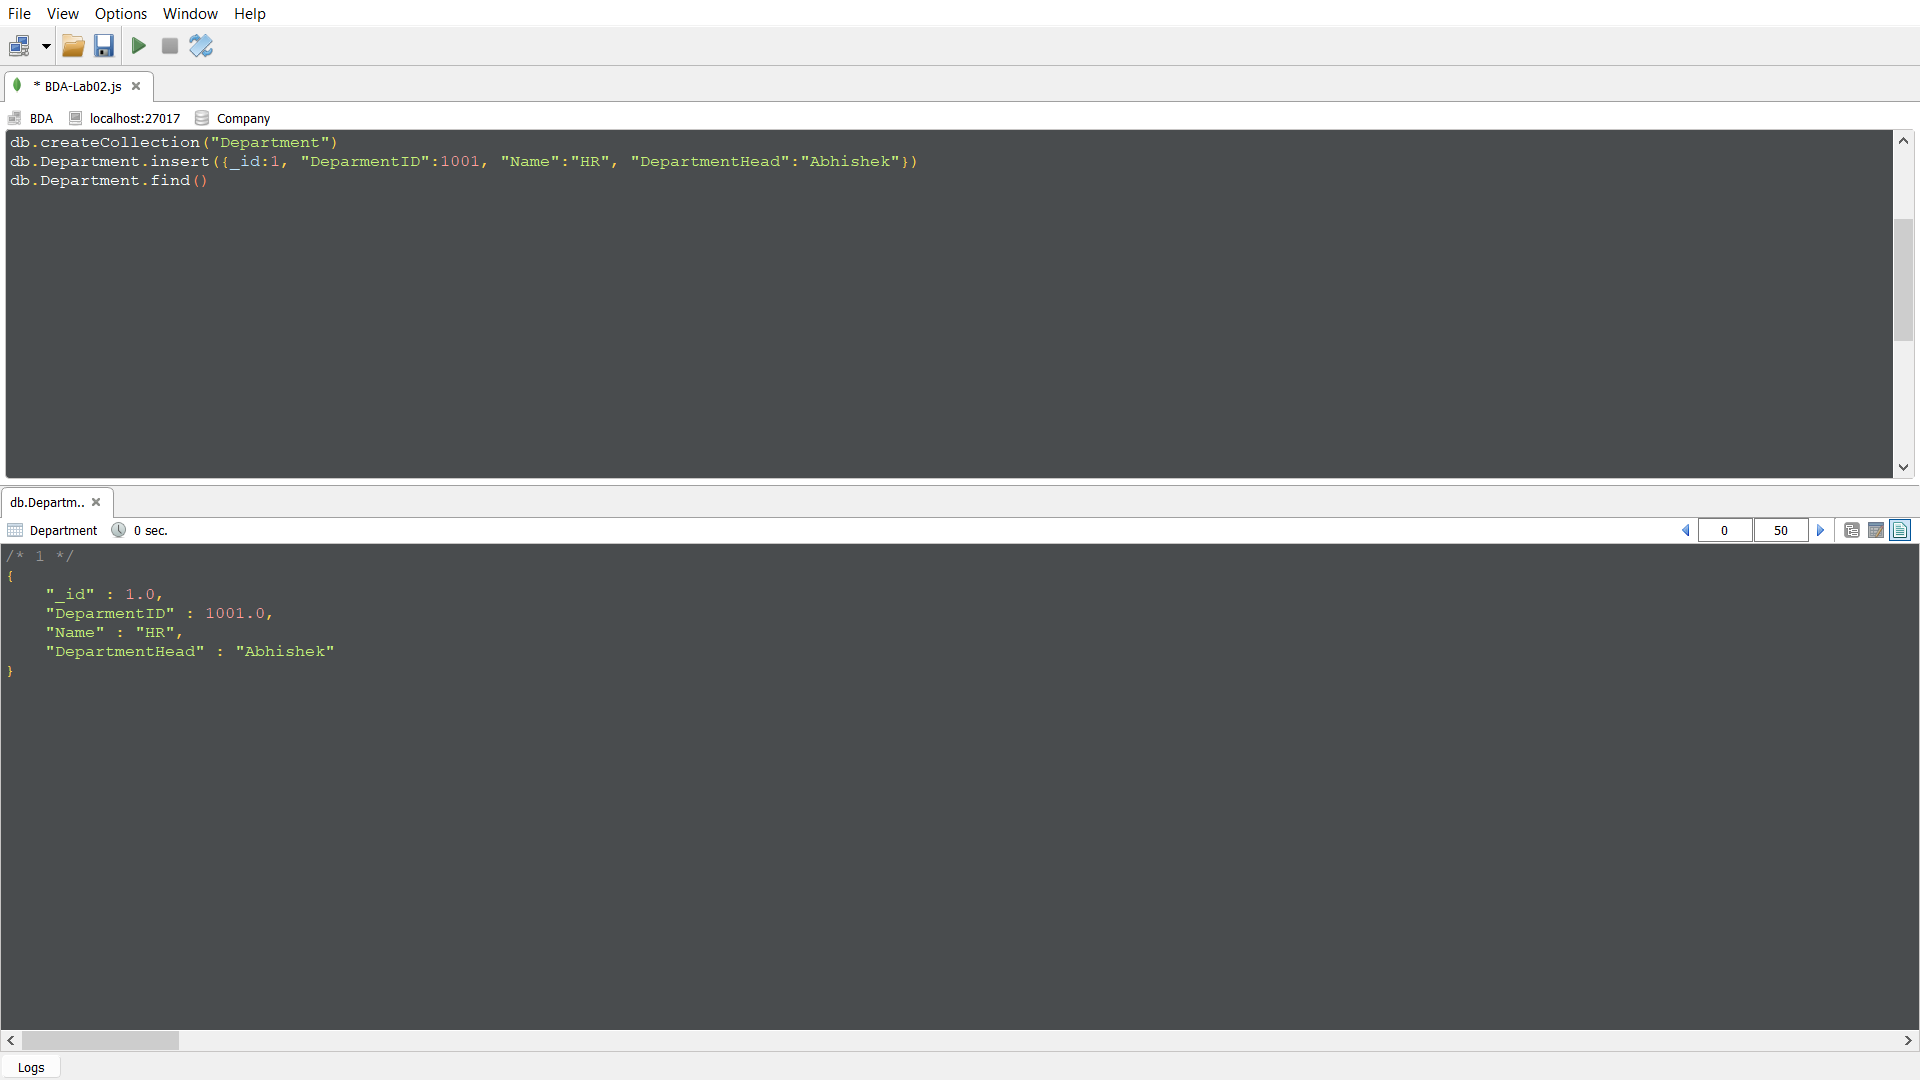 File View Options Window Help
* BDA-Lab02.js
BDA localhost:27017 Company
db.createCollection("Department")
db.Department.insert({_id:1, "DeparmentID":1001, "Name":"HR", "DepartmentHead":"Abhishek"})
db.Department.find()
db.Departm..
Department 0 sec. 0 50
/* 1 */
{
"_id" : 1.0,
"DeparmentID" : 1001.0,
"Name" : "HR",
"DepartmentHead" : "Abhishek"
}
Logs